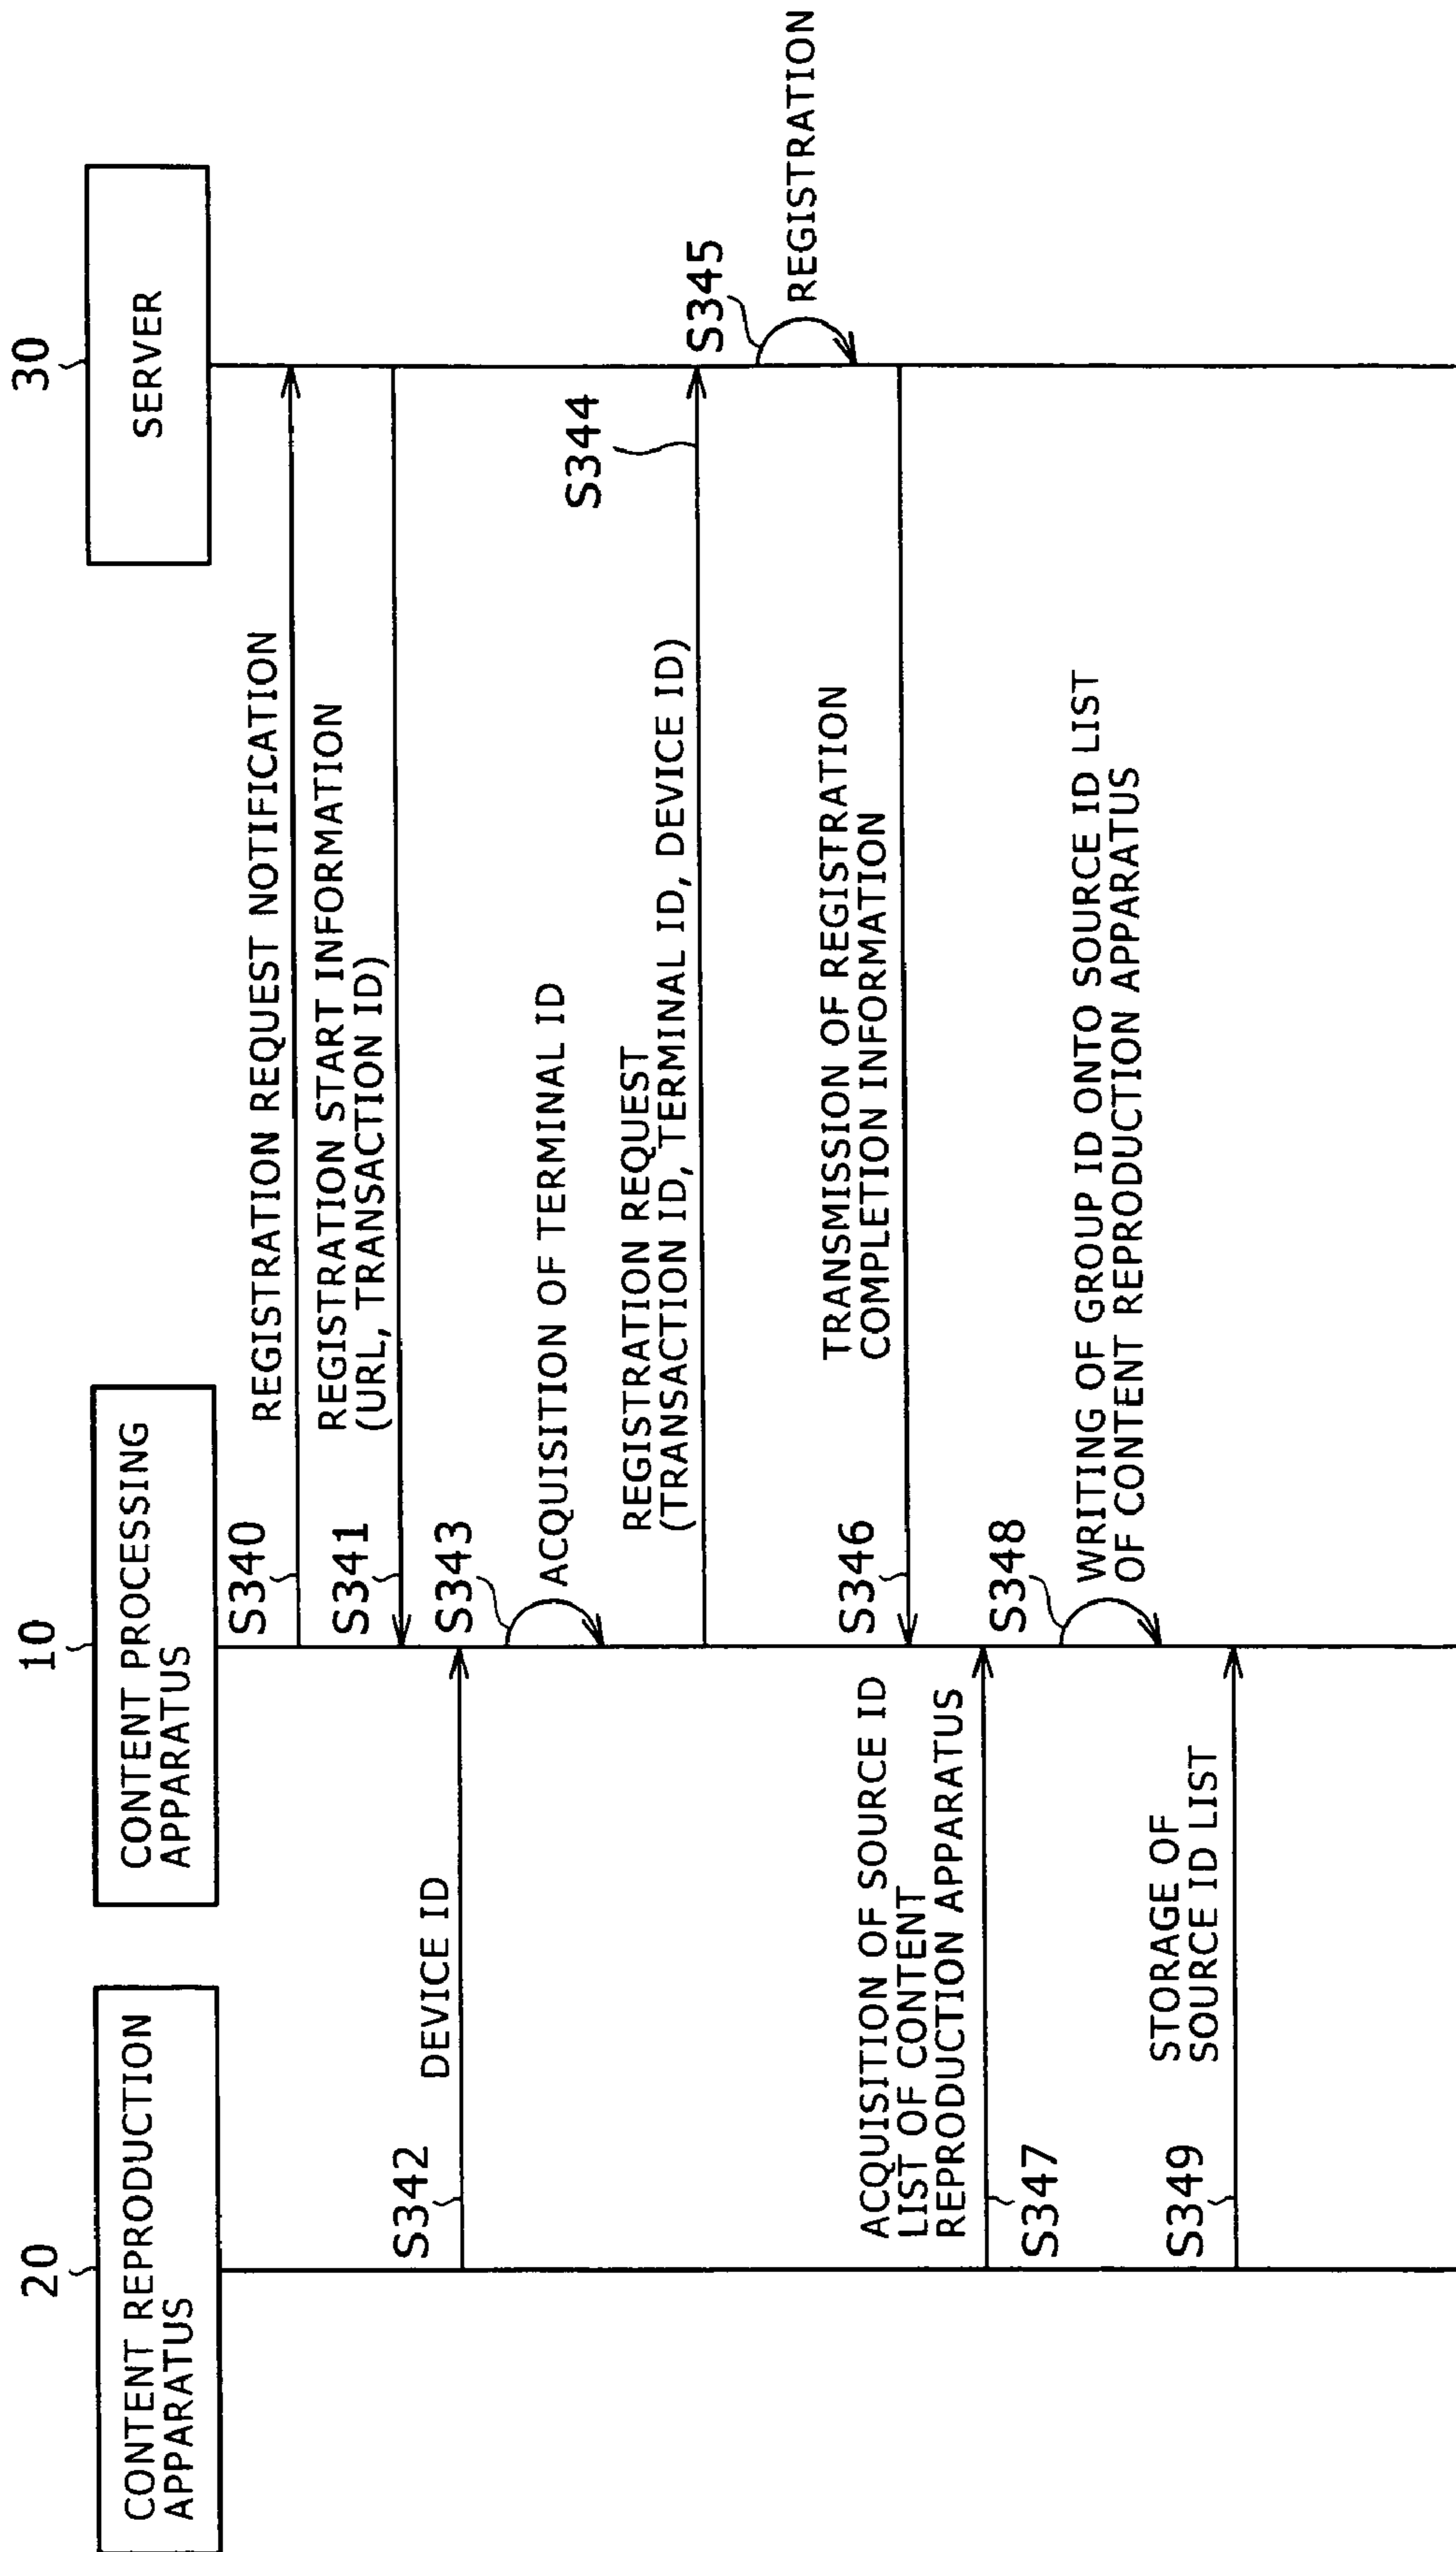 20
CONTENT REPRODUCTION
APPARATUS
10
CONTENT PROCESSING
APPARATUS
30
SERVER
S340
REGISTRATION REQUEST NOTIFICATION
S341
REGISTRATION START INFORMATION
(URL, TRANSACTION ID)
S342
DEVICE ID
S343
ACQUISITION OF TERMINAL ID
REGISTRATION REQUEST
(TRANSACTION ID, TERMINAL ID, DEVICE ID)
S344
S345
REGISTRATION
S346
TRANSMISSION OF REGISTRATION
COMPLETION INFORMATION
ACQUISITION OF SOURCE ID
LIST OF CONTENT
REPRODUCTION APPARATUS
S347
S348
WRITING OF GROUP ID ONTO SOURCE ID LIST
OF CONTENT REPRODUCTION APPARATUS
S349
STORAGE OF
SOURCE ID LIST